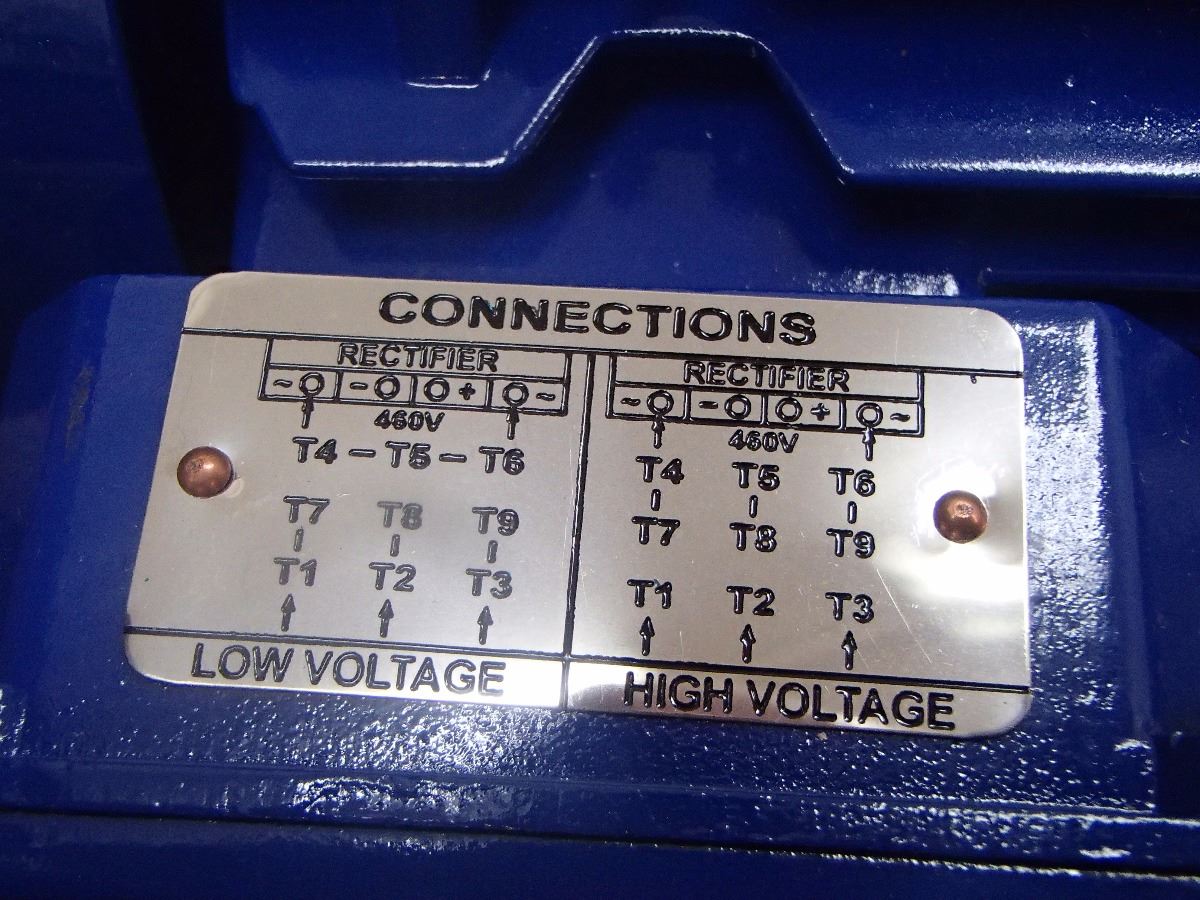 CONNECTIONS
RECTIFIER
~ - + ~
460V
T4 - T5 - T6
T7 T8 T9
T1 T2 T3
LOW VOLTAGE
RECTIFIER
~ - + ~
460V
T4 T5 T6
T7 T8 T9
T1 T2 T3
HIGH VOLTAGE